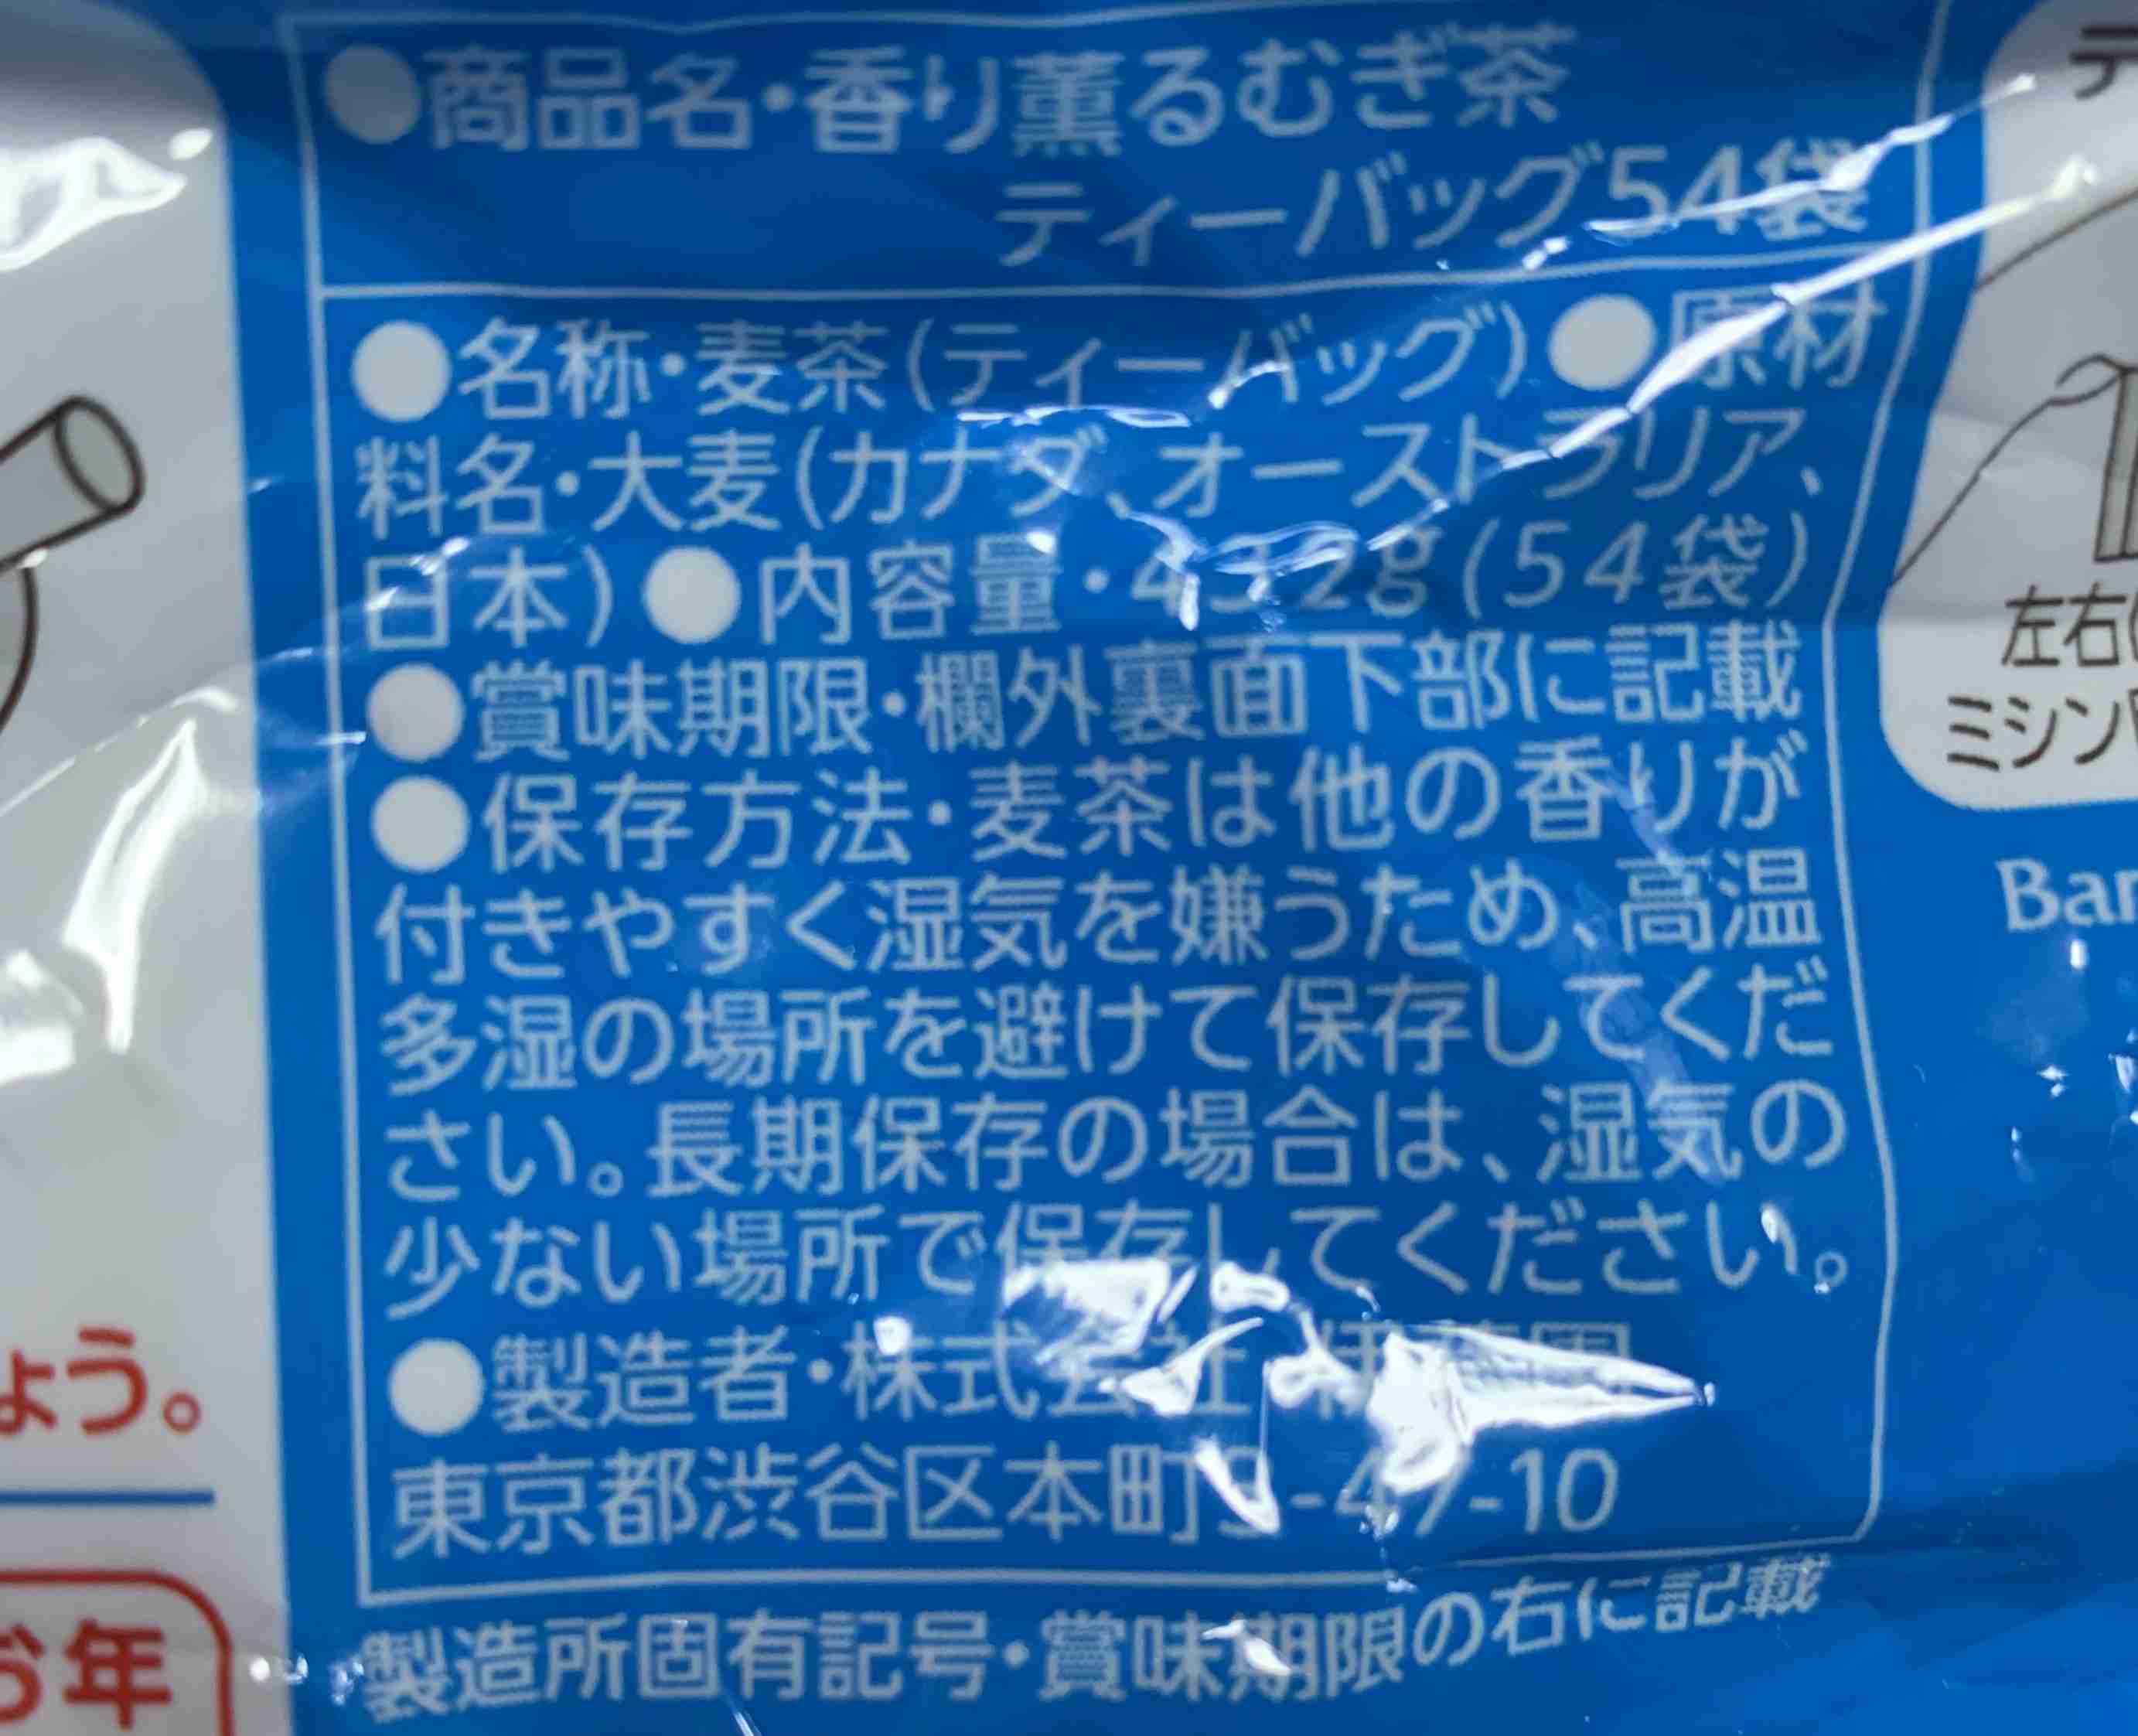 ●商品名・香り薫るむぎ茶
ティーバッグ54袋
●名称・麦茶(ティーバッグ)●原材
料名・大麦(カナダ、オーストラリア、
日本)●内容量・432g(54袋)
●賞味期限・欄外裏面下部に記載
●保存方法・麦茶は他の香りが
付きやすく湿気を嫌うため、高温
多湿の場所を避けて保存してくだ
さい。長期保存の場合は、湿気の
少ない場所で保存してください。
●製造者・株式会社
東京都渋谷区本町 -10
製造所固有記号・賞味期限の右に記載
左右
ミシン
Bar
ょう。
お年
テ